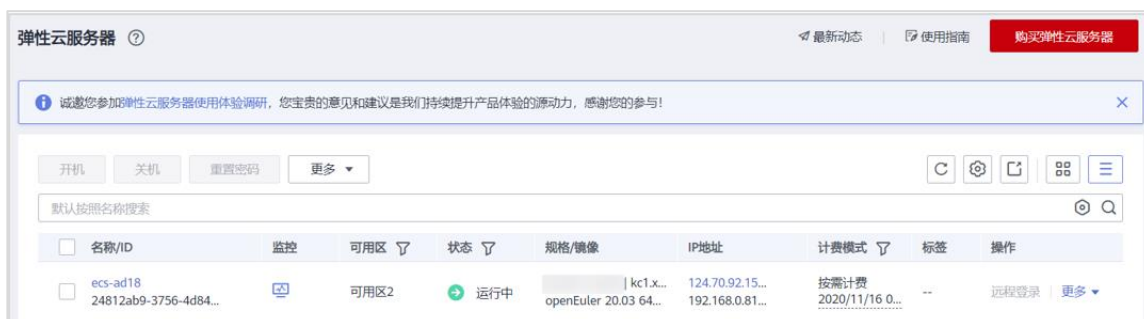 弹性云服务器
最新动态 | 使用指南 购买弹性云服务器
诚邀您参加弹性云服务器使用体验调研，您宝贵的意见和建议是我们持续提升产品体验的源动力，感谢您的参与！
开机 关机 重置密码 更多
默认按照名称搜索
名称/ID 监控 可用区 状态 规格/镜像 IP地址 计费模式 标签 操作
ecs-ad18 可用区2 运行中 | kc1.x... 124.70.92.15... 按需计费 -- 远程登录 | 更多
24812ab9-3756-4d84... openEuler 20.03 64... 192.168.0.81... 2020/11/16 0...